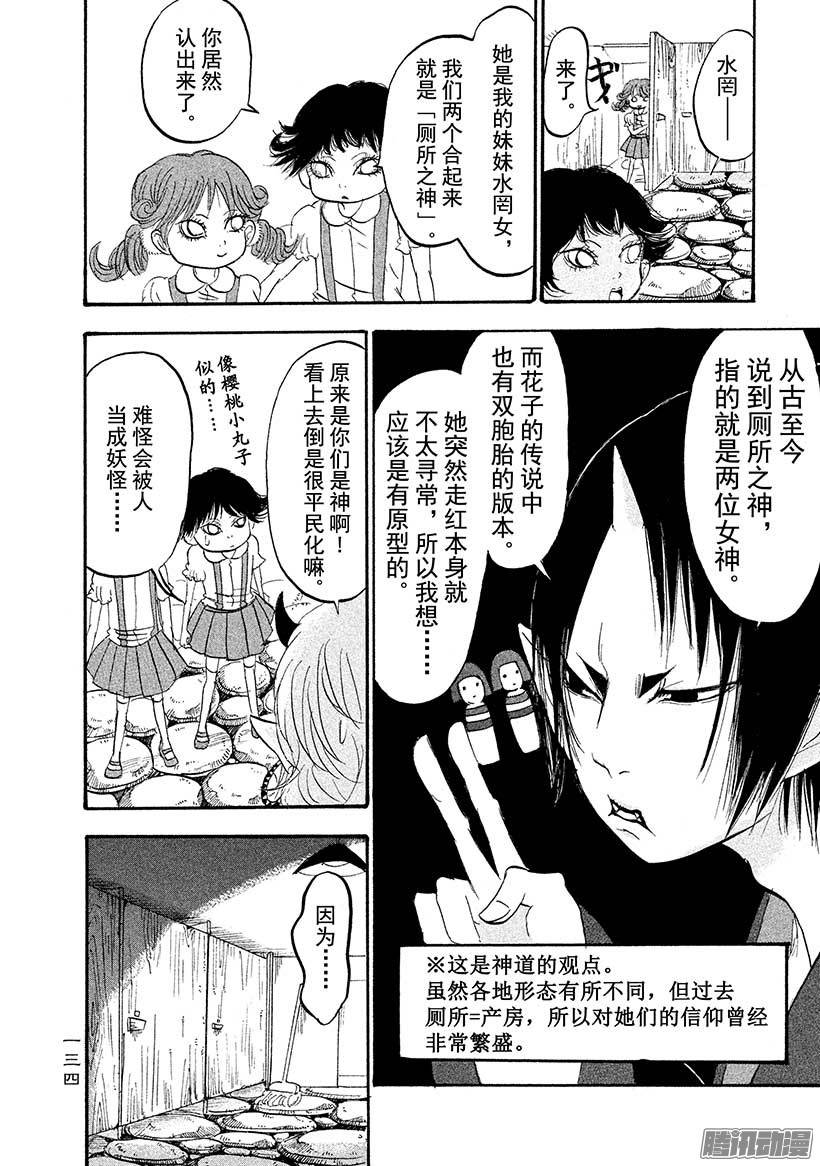 水罔——
来了。
ギィ
她是我的妹妹水罔女，
我们两个合起来
就是「厕所之神」。
你居然
认出来了。
从古至今
说到厕所之神，
指的就是两位女神。
而花子的传说中
也有双胞胎的版本。
她突然走红本身就
不太寻常，所以我想……
应该是有原型的。
※这是神道的观点。
虽然各地形态有所不同，但过去
厕所=产房，所以对她们的信仰曾经
非常繁盛。
原来是你们是神啊！
看上去倒是很平民化嘛。
像樱桃小丸子
似的……
难怪会被人
当成妖怪…
因为……
一三四
腾讯动漫